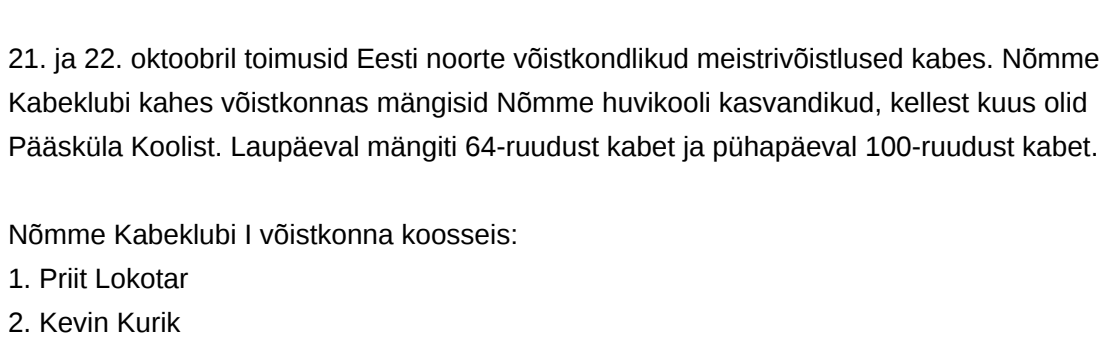 21. ja 22. oktoobril toimusid Eesti noorte võistkondlikud meistrivõistlused kabes. Nõmme
Kabeklubi kahes võistkonnas mängisid Nõmme huvikooli kasvandikud, kellest kuus olid
Pääsküla Koolist. Laupäeval mängiti 64-ruudust kabet ja pühapäeval 100-ruudust kabet.
Nõmme Kabeklubi I võistkonna koosseis:
1. Priit Lokotar
2. Kevin Kurik